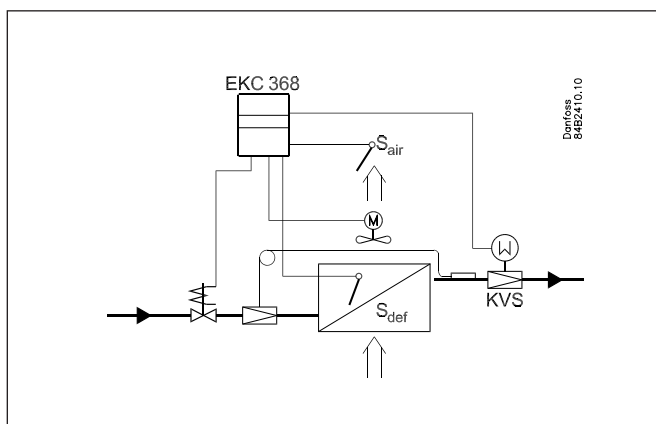 EKC 368
Danfoss
84B2410.10
Sair
M
M
KVS
Sdef